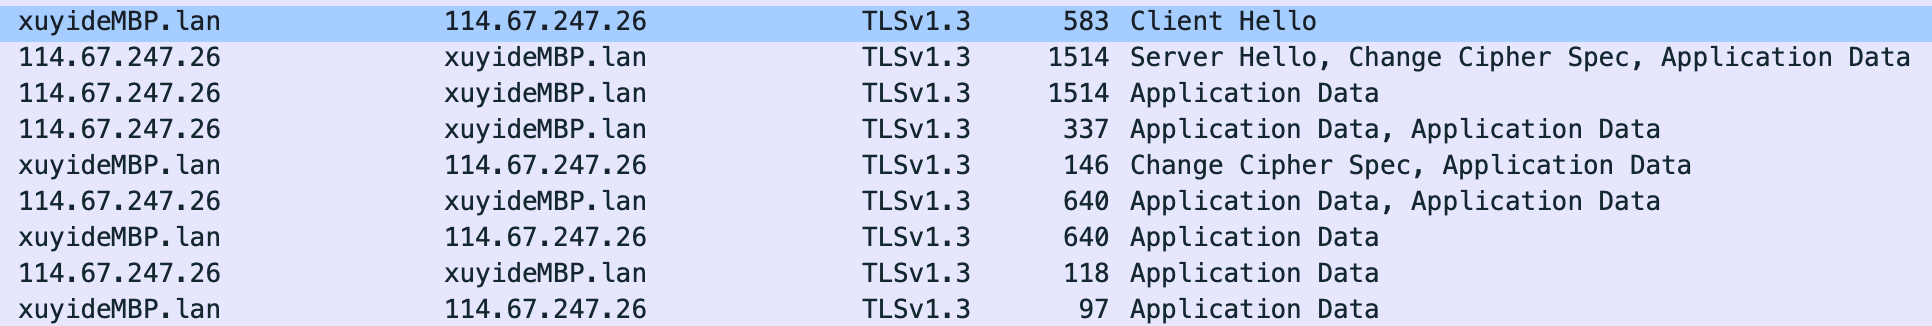 xuyideMBP.lan 114.67.247.26 TLSv1.3 583 Client Hello
114.67.247.26 xuyideMBP.lan TLSv1.3 1514 Server Hello, Change Cipher Spec, Application Data
114.67.247.26 xuyideMBP.lan TLSv1.3 1514 Application Data
114.67.247.26 xuyideMBP.lan TLSv1.3 337 Application Data, Application Data
xuyideMBP.lan 114.67.247.26 TLSv1.3 146 Change Cipher Spec, Application Data
114.67.247.26 xuyideMBP.lan TLSv1.3 640 Application Data, Application Data
xuyideMBP.lan 114.67.247.26 TLSv1.3 640 Application Data
114.67.247.26 xuyideMBP.lan TLSv1.3 118 Application Data
xuyideMBP.lan 114.67.247.26 TLSv1.3 97 Application Data